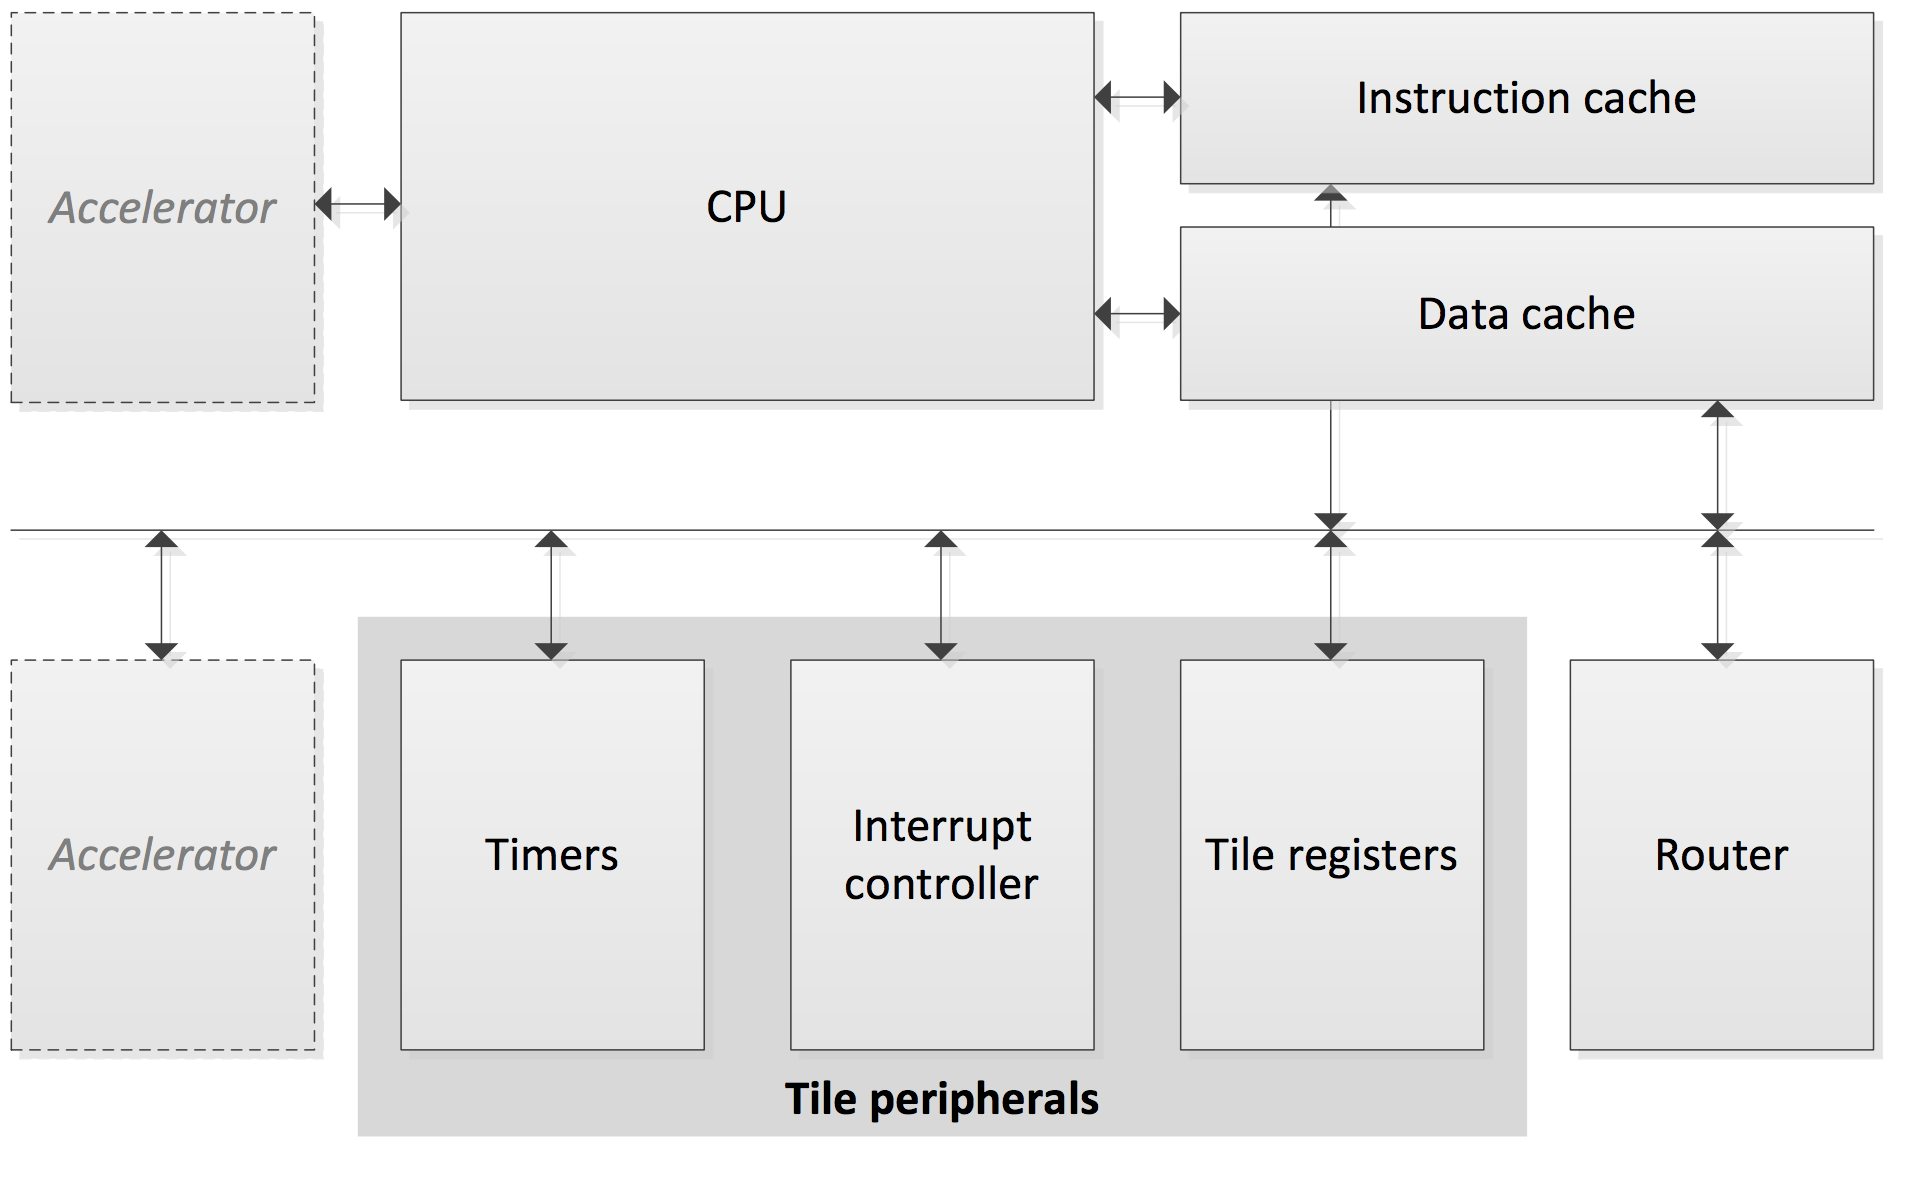 Accelerator
CPU
Instruction cache
Data cache
Accelerator
Timers
Interrupt
controller
Tile registers
Router
Tile peripherals